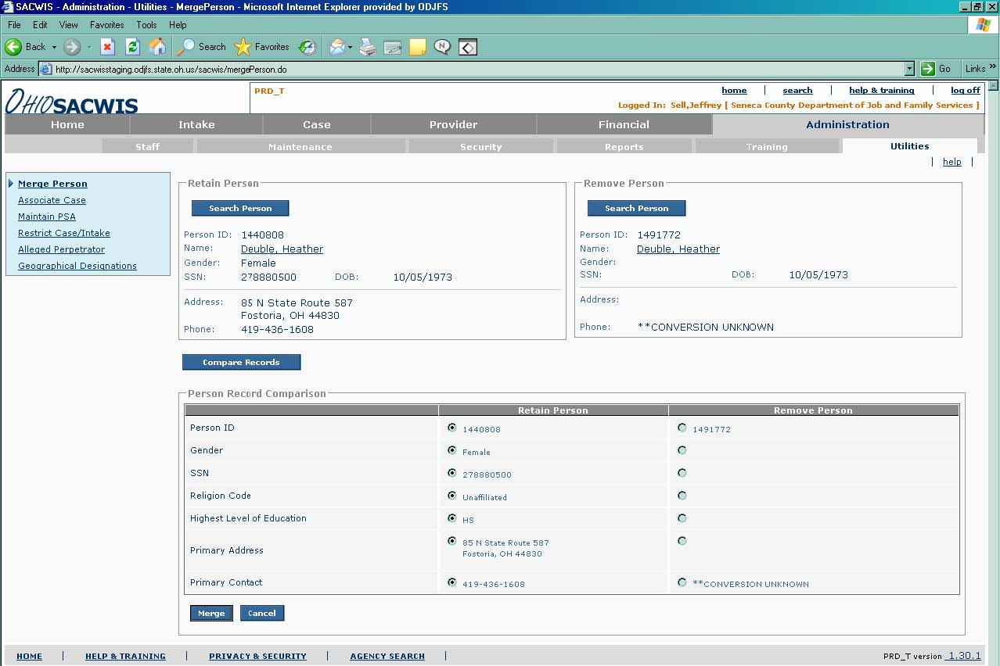 SACWIS - Administration - Utilities - MergePerson - Microsoft Internet Explorer provided by ODJFS
File Edit View Favorites Tools Help
Back Search Favorites
Address http://sacwisstaging.odjfs.state.oh.us/sacwis/mergePerson.do Go Links »
OHIOSACWIS
PRD_T
home | search | help & training | log off
Logged In: Sell,Jeffrey [ Seneca County Department of Job and Family Services ]
Home Intake Case Provider Financial Administration
Staff Maintenance Security Reports Training Utilities
| help |
Merge Person
Associate Case
Maintain PSA
Restrict Case/Intake
Alleged Perpetrator
Geographical Designations
Retain Person
Search Person
Person ID: 1440808
Name: Deuble, Heather
Gender: Female
SSN: 278880500 DOB: 10/05/1973
Address: 85 N State Route 587
Fostoria, OH 44830
Phone: 419-436-1608
Remove Person
Search Person
Person ID: 1491772
Name: Deuble, Heather
Gender:
SSN: DOB: 10/05/1973
Address:
Phone: **CONVERSION UNKNOWN
Compare Records
Person Record Comparison
Retain Person Remove Person
Person ID 1440808 1491772
Gender Female
SSN 278880500
Religion Code Unaffiliated
Highest Level of Education HS
Primary Address 85 N State Route 587
Fostoria, OH 44830
Primary Contact 419-436-1608 **CONVERSION UNKNOWN
Merge Cancel
HOME | HELP & TRAINING | PRIVACY & SECURITY | AGENCY SEARCH | PRD_T version 1.30.1